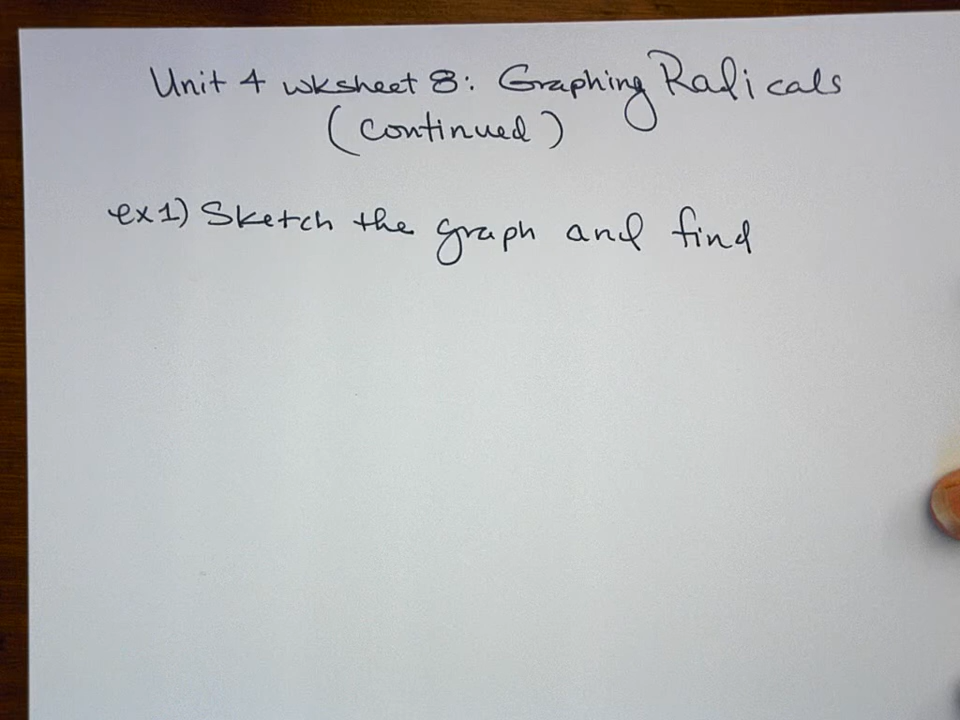 Unit 4 wksheet 8: Graphing Radicals
(continued)
ex1) Sketch the graph and find